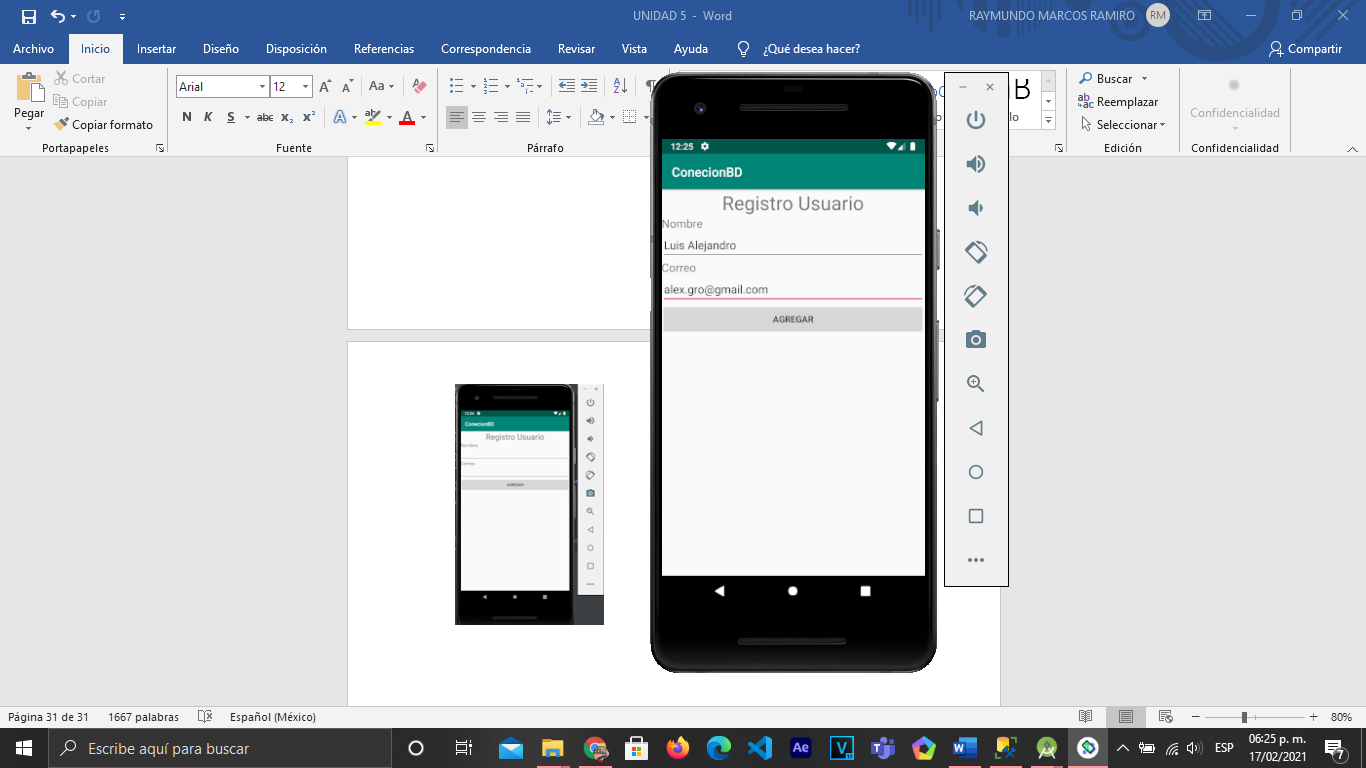 UNIDAD 5 - Word
RAYMUNDO MARCOS RAMIRO
RM
Archivo
Inicio
Insertar
Diseño
Disposición
Referencias
Correspondencia
Revisar
Vista
Ayuda
¿Qué desea hacer?
Compartir
Pegar
Cortar
Copiar
Copiar formato
Portapapeles
Arial
12
Aa
N K S abc x₂ x²
Fuente
Párrafo
Buscar
Reemplazar
Seleccionar
Edición
Confidencialidad
Confidencialidad
12:25
ConecionBD
Registro Usuario
Nombre
Luis Alejandro
Correo
alex.gro@gmail.com
AGREGAR
ConecionBD
Registro Usuario
Nombre
Correo
AGREGAR
Página 31 de 31
1667 palabras
Español (México)
80%
Escribe aquí para buscar
ESP
06:25 p. m.
17/02/2021
7